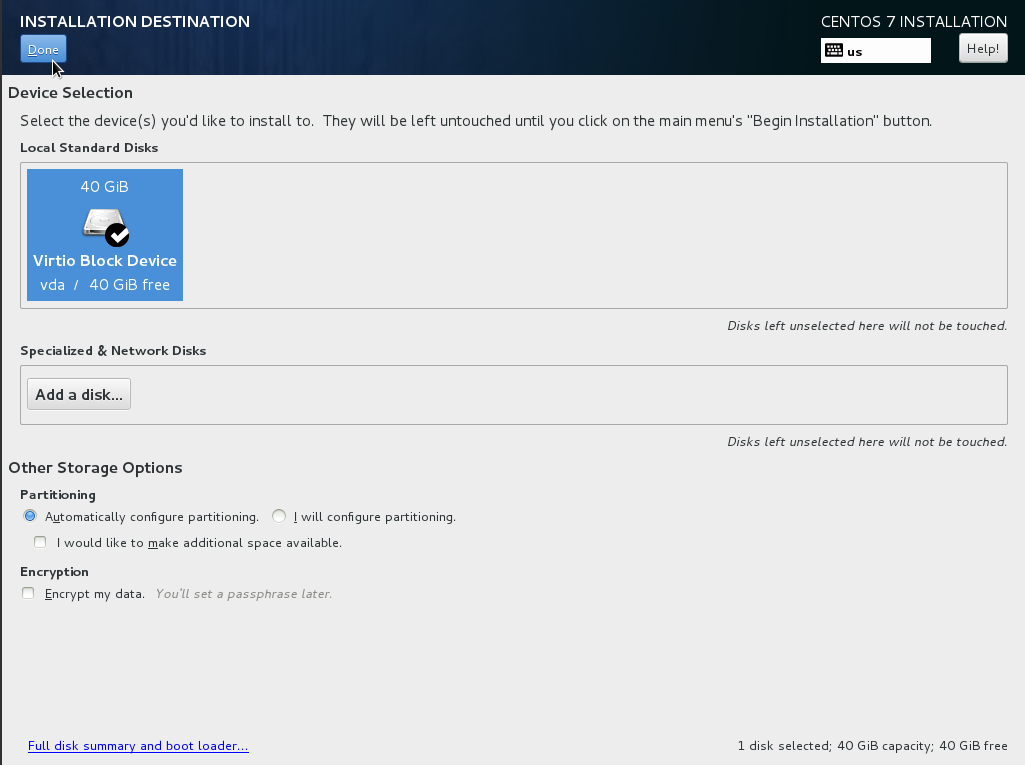 INSTALLATION DESTINATION
CENTOS 7 INSTALLATION
Done
us
Help!
Device Selection
Select the device(s) you'd like to install to.  They will be left untouched until you click on the main menu's "Begin Installation" button.
Local Standard Disks
40 GiB
Virtio Block Device
vda / 40 GiB free
Disks left unselected here will not be touched.
Specialized & Network Disks
Add a disk...
Disks left unselected here will not be touched.
Other Storage Options
Partitioning
Automatically configure partitioning. I will configure partitioning.
I would like to make additional space available.
Encryption
Encrypt my data. You'll set a passphrase later.
Full disk summary and boot loader...
1 disk selected; 40 GiB capacity; 40 GiB free